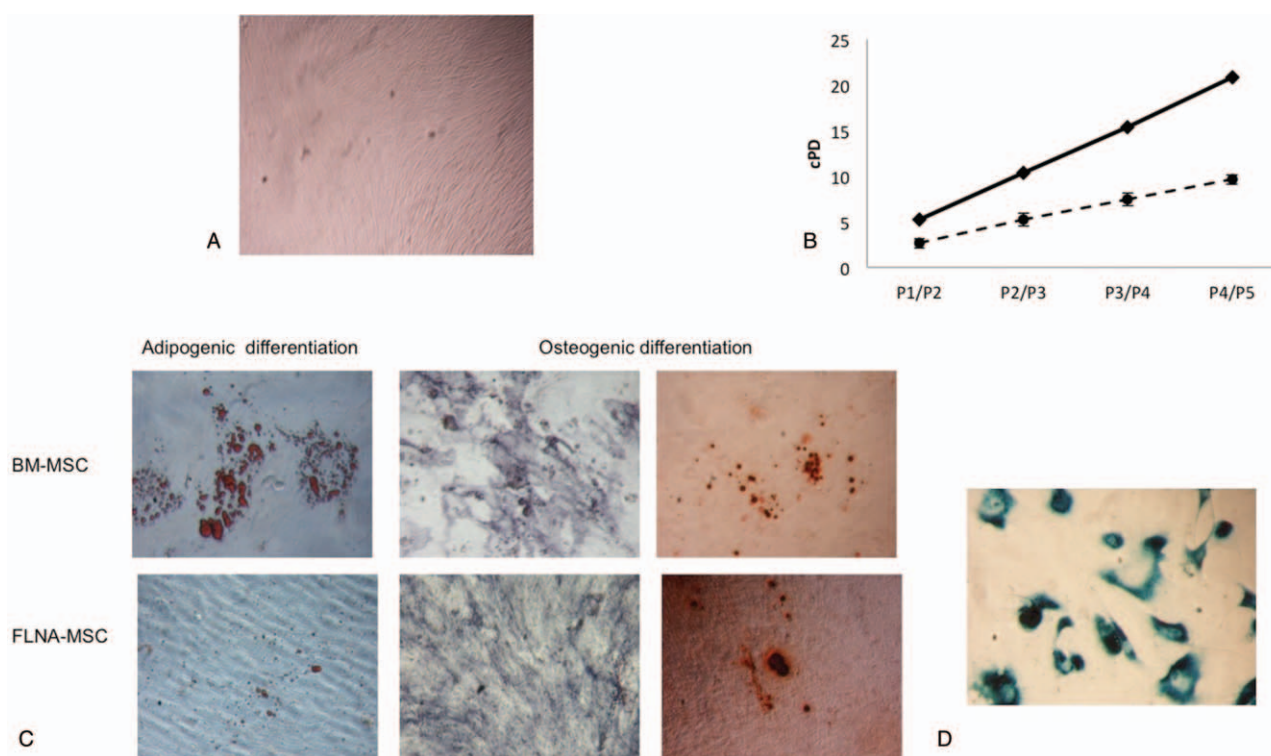 A
25
20
15
10
5
0
cPD
P1/P2 P2/P3 P3/P4 P4/P5
B
Adipogenic differentiation
Osteogenic differentiation
BM-MSC
FLNA-MSC
C
D